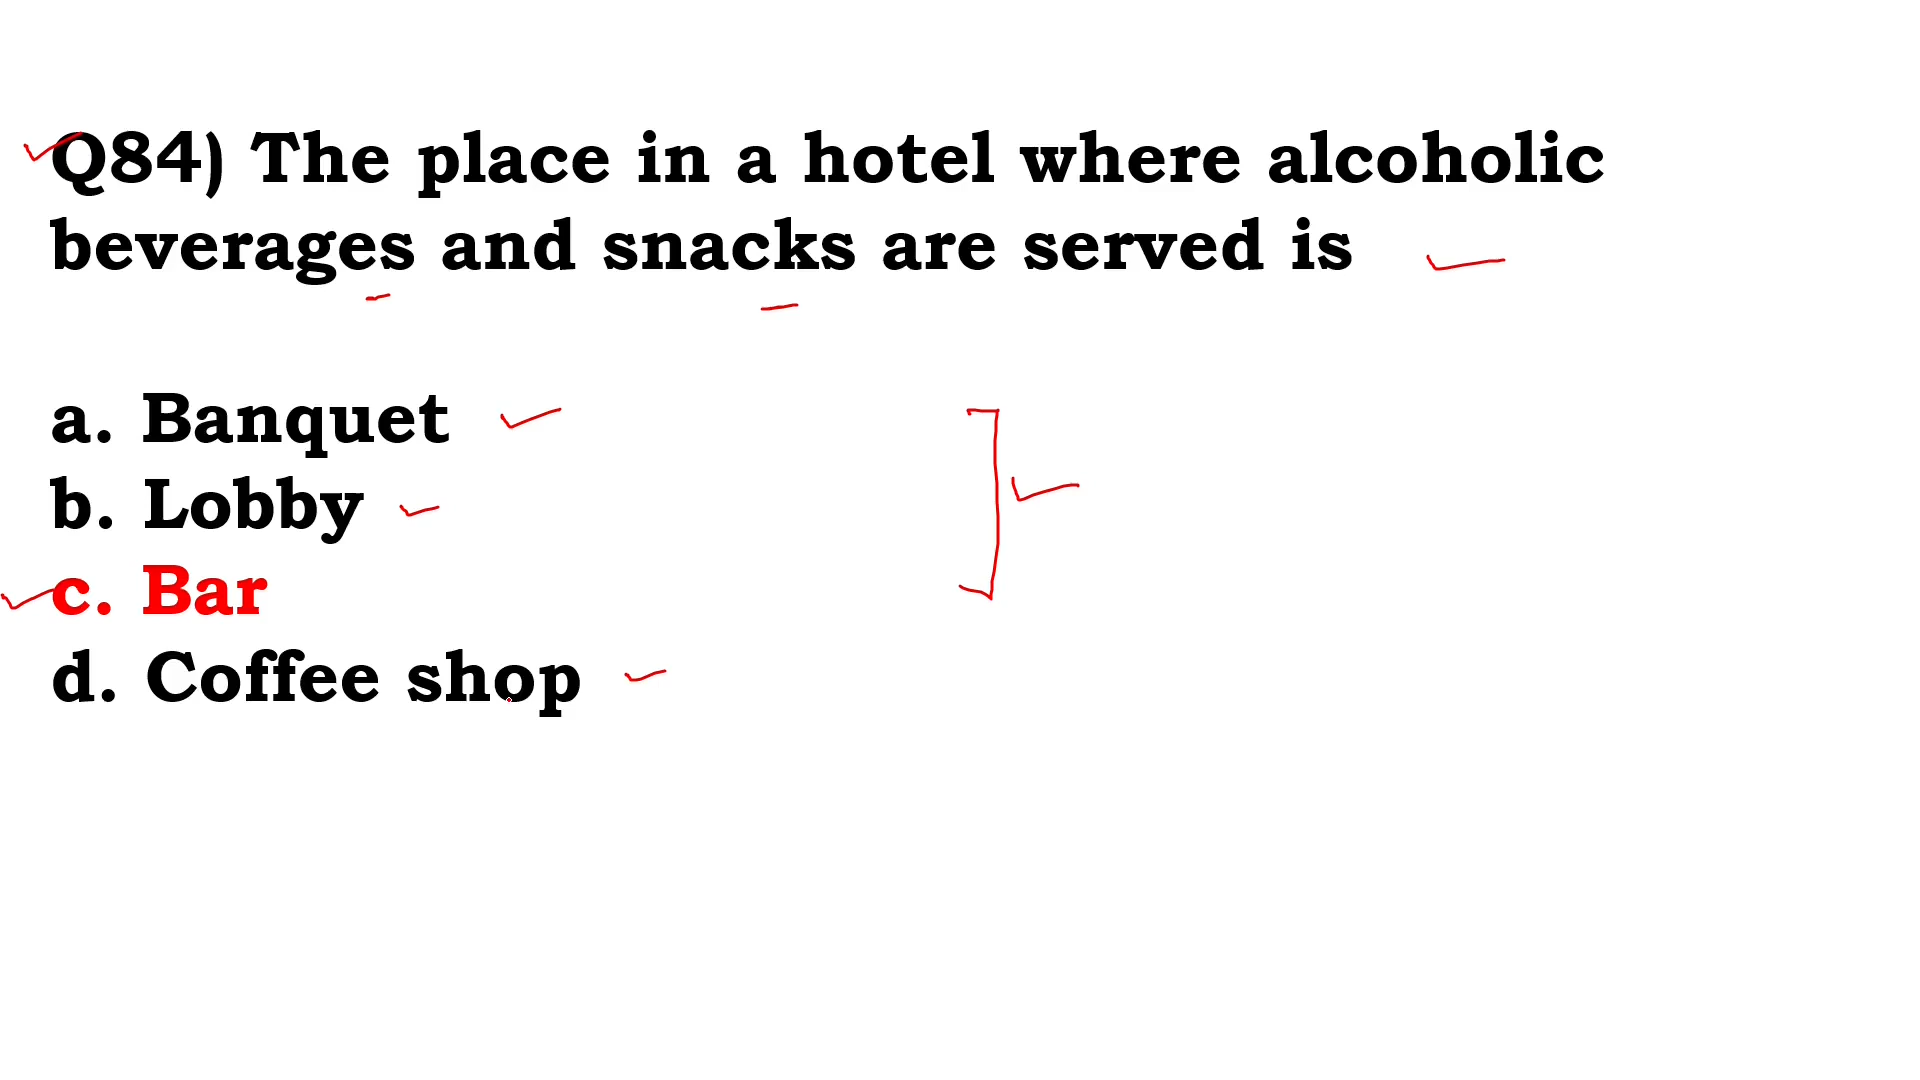 Q84) The place in a hotel where alcoholic
beverages and snacks are served is
a. Banquet
b. Lobby
c. Bar
d. Coffee shop